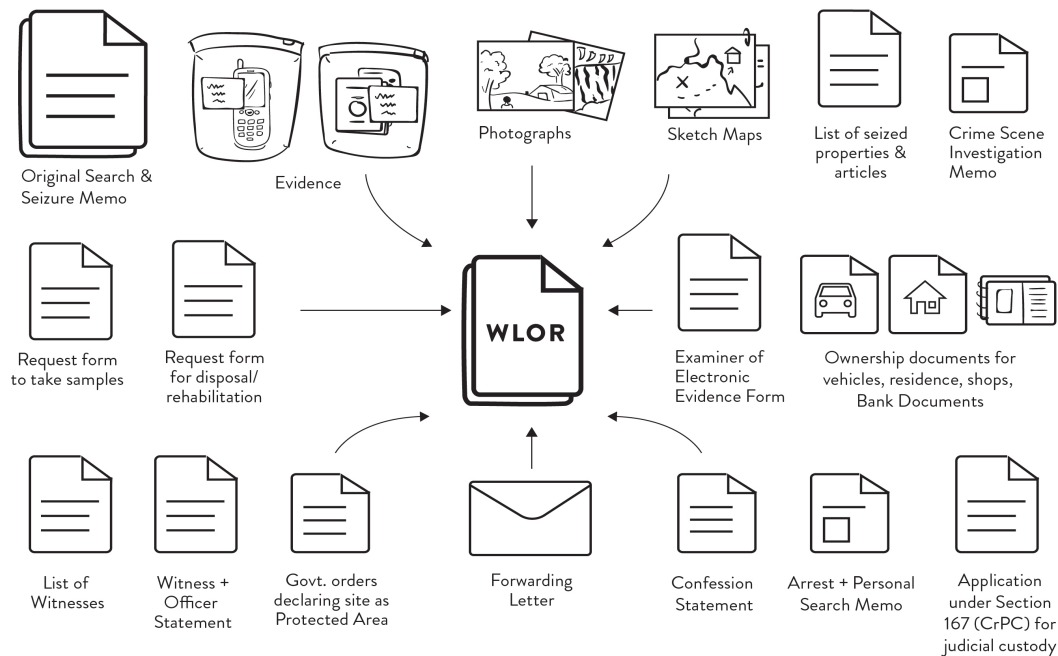 Original Search &
Seizure Memo
Evidence
Photographs
Sketch Maps
List of seized
properties &
articles
Crime Scene
Investigation
Memo
Request form
to take samples
Request form
for disposal/
rehabilitation
WLOR
Examiner of
Electronic
Evidence Form
Ownership documents for
vehicles, residence, shops,
Bank Documents
List of
Witnesses
Witness +
Officer
Statement
Govt. orders
declaring site as
Protected Area
Forwarding
Letter
Confession
Statement
Arrest + Personal
Search Memo
Application
under Section
167 (CrPC) for
judicial custody